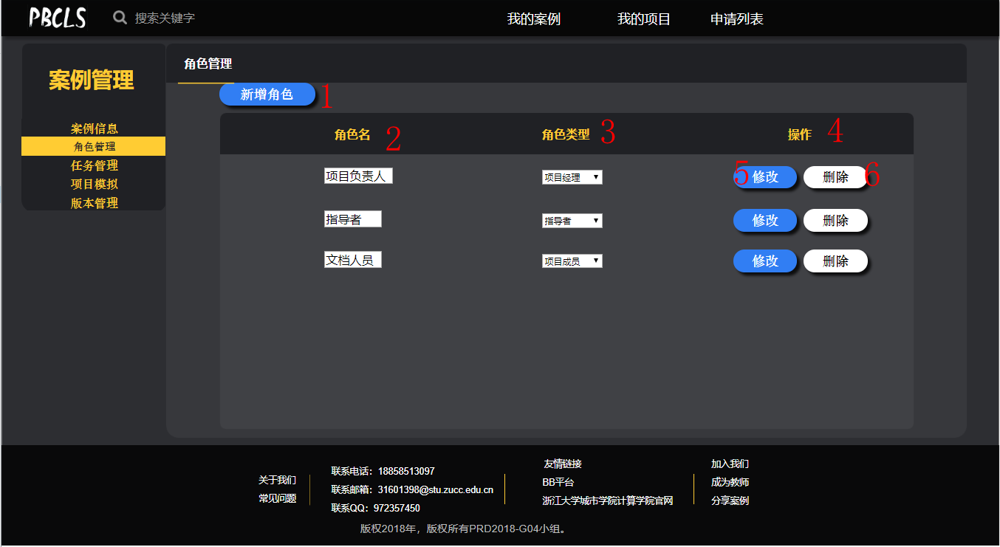 PBCLS 搜索关键字 我的案例 我的项目 申请列表
案例管理
案例信息
角色管理
任务管理
项目模拟
版本管理
角色管理
新增角色 1
角色名 2 角色类型 3 操作 4
项目负责人 项目经理 5 修改 删除 6
指导者 指导者 修改 删除
文档人员 项目成员 修改 删除
关于我们
常见问题
联系电话：18858513097
联系邮箱：31601398@stu.zucc.edu.cn
联系QQ：972357450
友情链接
BB平台
浙江大学城市学院计算学院官网
加入我们
成为教师
分享案例
版权2018年，版权所有PRD2018-G04小组。